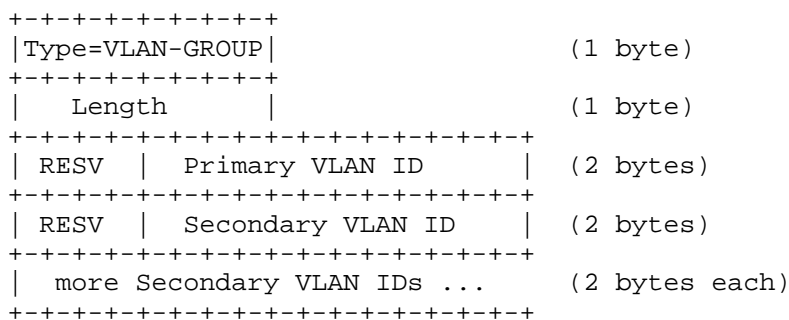 +-+-+-+-+-+-+-+
|Type=VLAN-GROUP| (1 byte)
+-+-+-+-+-+-+-+
| Length | (1 byte)
+-+-+-+-+-+-+-+-+-+-+-+-+-+-+
| RESV | Primary VLAN ID | (2 bytes)
+-+-+-+-+-+-+-+-+-+-+-+-+-+-+
| RESV | Secondary VLAN ID | (2 bytes)
+-+-+-+-+-+-+-+-+-+-+-+-+-+-+
| more Secondary VLAN IDs ... (2 bytes each)
+-+-+-+-+-+-+-+-+-+-+-+-+-+-+